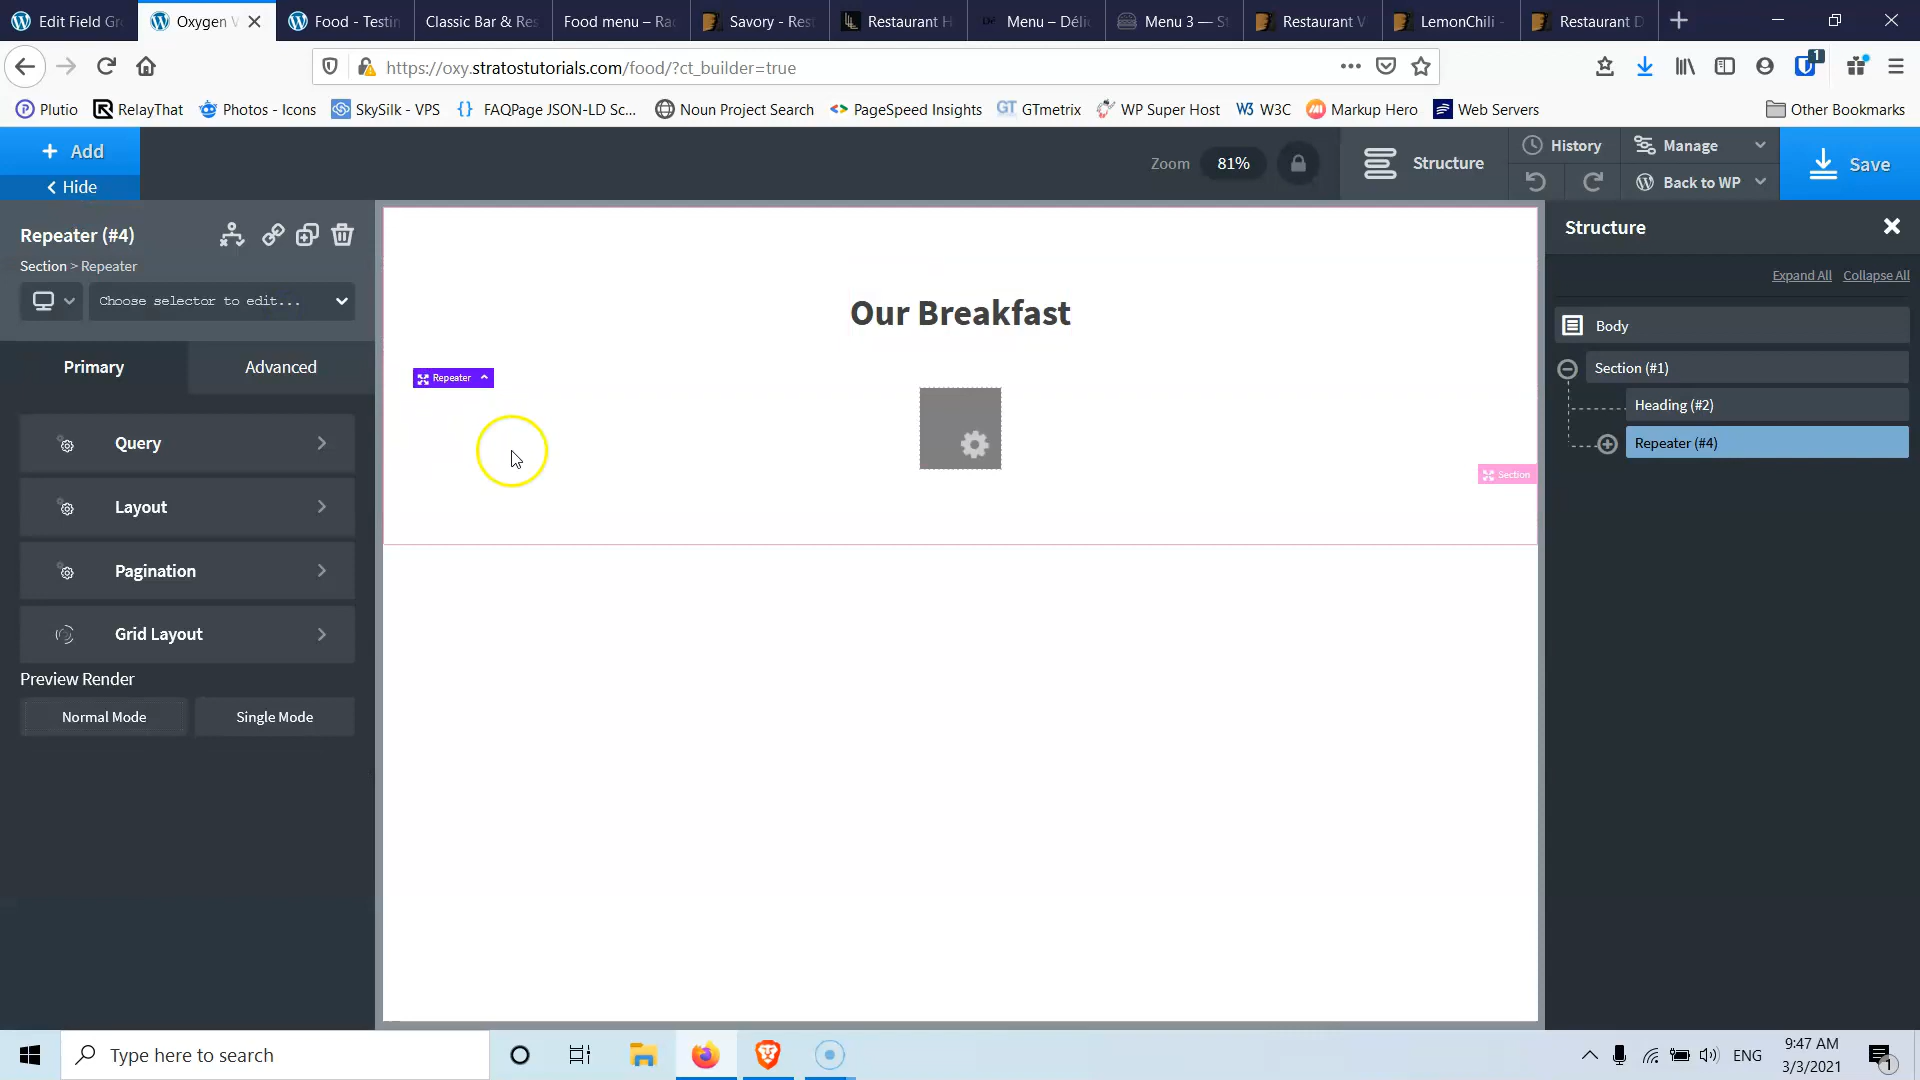 Edit Field Gr
Oxygen V
Food - Testin
Classic Bar & Res
Food menu – Ra
Savory - Rest
Restaurant H
Menu – Délic
Menu 3 — S
Restaurant V
LemonChili -
Restaurant D
https://oxy.stratostutorials.com/food/?ct_builder=true
1
Plutio
RelayThat
Photos - Icons
SkySilk - VPS
FAQPage JSON-LD Sc...
Noun Project Search
PageSpeed Insights
GT GTmetrix
WP Super Host
W3 W3C
Markup Hero
Web Servers
Other Bookmarks
+ Add
Hide
Zoom 81%
Structure
History
Manage
Back to WP
Save
Repeater (#4)
Section > Repeater
Choose selector to edit...
Primary
Advanced
Query
Layout
Pagination
Grid Layout
Preview Render
Normal Mode
Single Mode
Our Breakfast
Repeater
Section
Structure
Expand All
Collapse All
Body
Section (#1)
Heading (#2)
Repeater (#4)
Type here to search
ENG
9:47 AM
3/3/2021
1